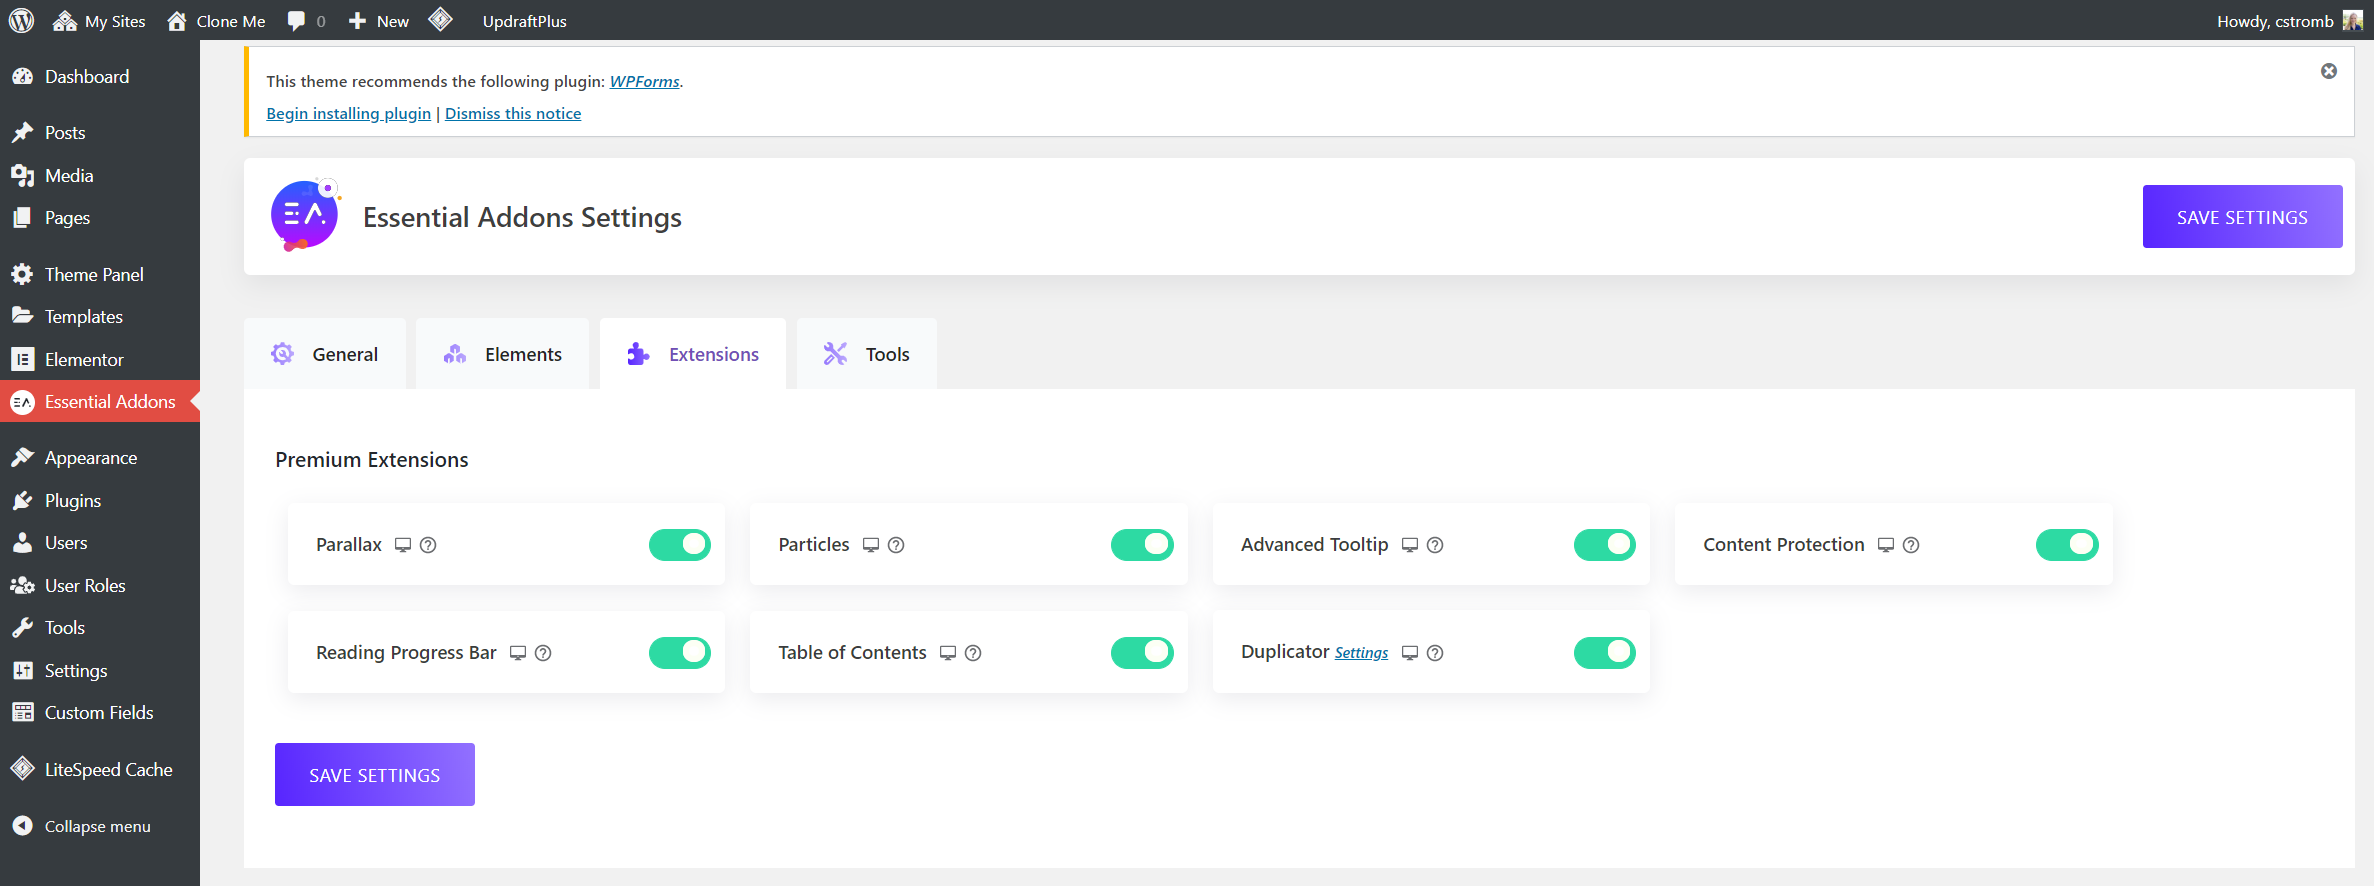 My Sites Clone Me 0 New UpdraftPlus Howdy, cstromb
Dashboard
Posts
Media
Pages
Theme Panel
Templates
Elementor
Essential Addons
Appearance
Plugins
Users
User Roles
Tools
Settings
Custom Fields
LiteSpeed Cache
Collapse menu
This theme recommends the following plugin: WPForms.
Begin installing plugin | Dismiss this notice
EA
Essential Addons Settings
SAVE SETTINGS
General Elements Extensions Tools
Premium Extensions
Parallax Particles Advanced Tooltip Content Protection
Reading Progress Bar Table of Contents Duplicator Settings
SAVE SETTINGS